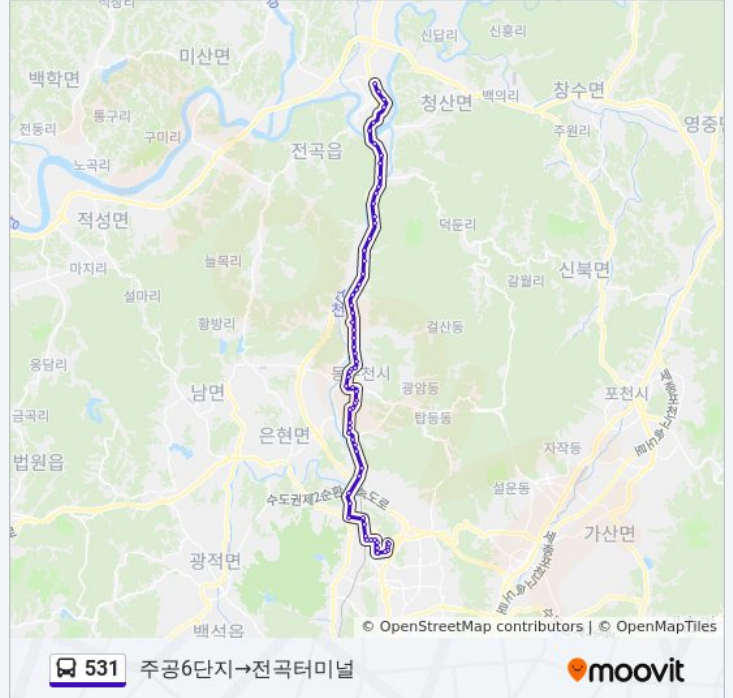 신답리
신흥리
미산면
백학면
창수면
백의리
청산면
통구리
영중면
전동리
구미리
주원리
전곡읍
노곡리
적성면
덕둔리
늘목리
신북면
마지리
갈월리
설마리
황방리
걸산동
동두천시
웅담리
광암동
남면
포천시
금곡리
탑동동
은현면
자작동
법원읍
설운동
수도권제2순환고속도로
가산면
광적면
백석읍
© OpenStreetMap contributors | © OpenMapTiles
531 주공6단지→전곡터미널
moovit